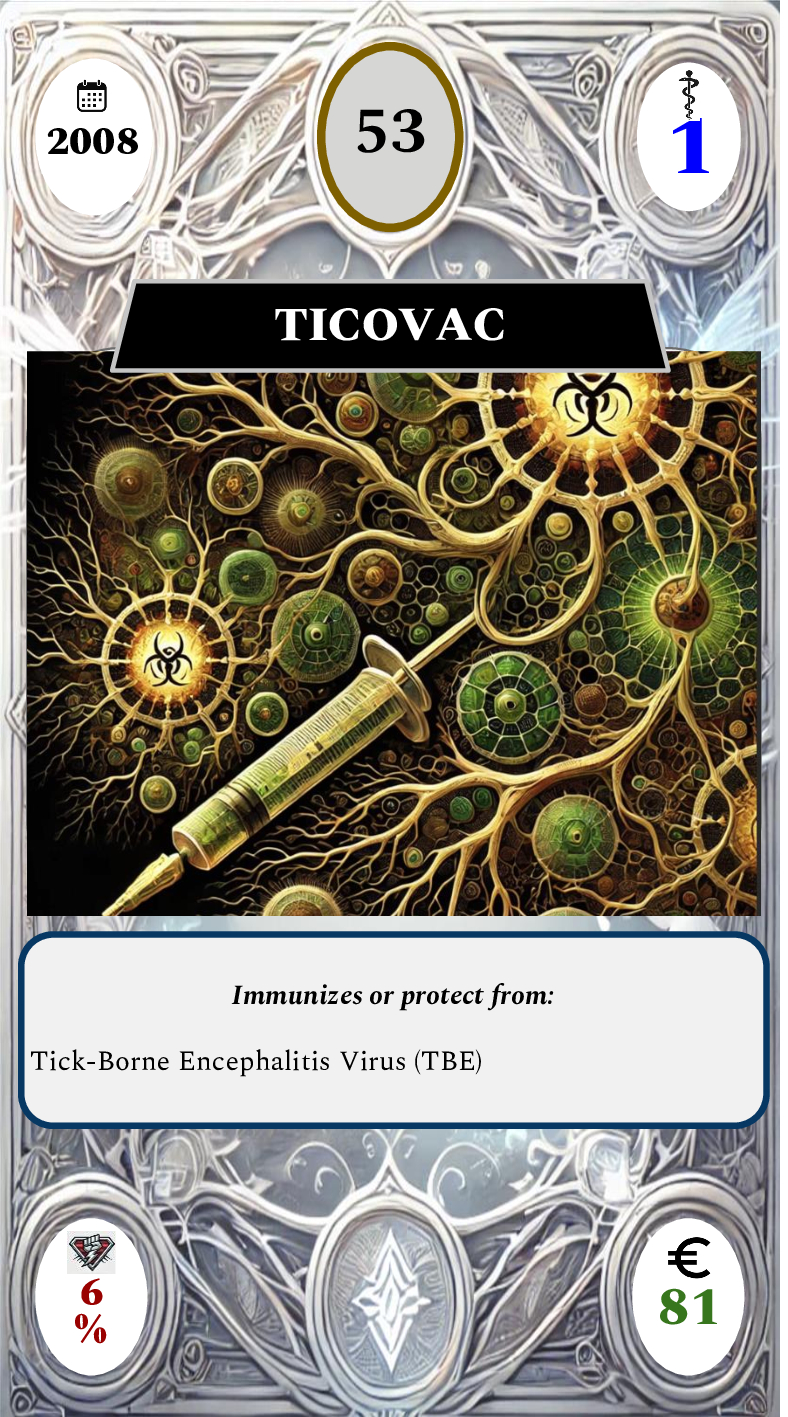 2008
53
1
TICOVAC
Immunizes or protect from:
Tick-Borne Encephalitis Virus (TBE)
6
%
€
81